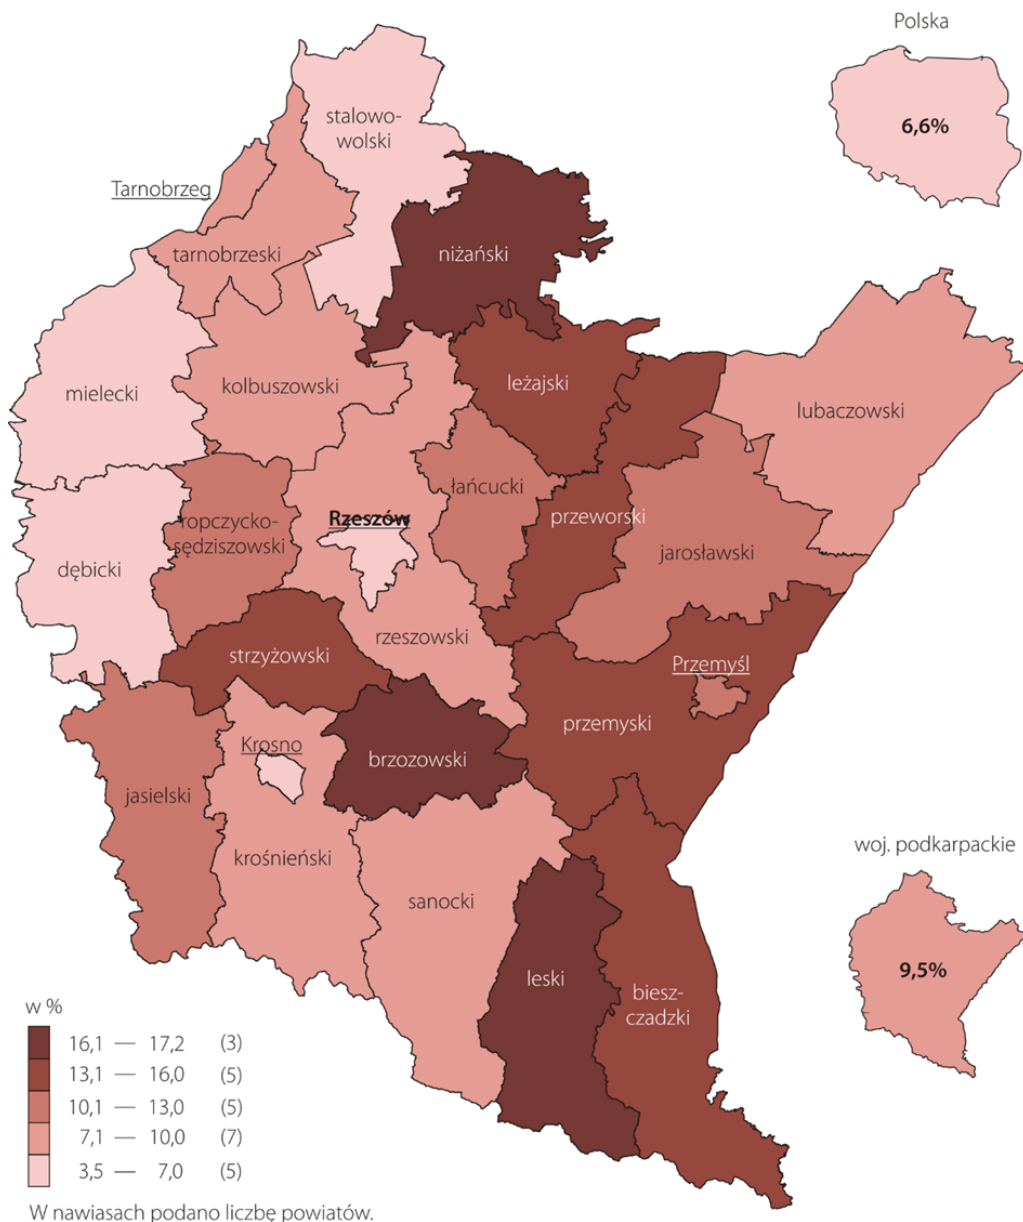 Polska
6,6%
stalowo-
wolski
Tarnobrzeg
tarnobrzeski
niżański
mielecki
kolbuszowski
leżajski
lubaczowski
łańcucki
ropczycko-
sędziszowski
Rzeszów
przeworski
jarosławski
dębicki
rzeszowski
strzyżowski
Przemyśl
przemyski
Krosno
brzozowski
jasielski
krośnieński
sanocki
woj. podkarpackie
9,5%
leski
biesz-
czadzki
w %
16,1 — 17,2 (3)
13,1 — 16,0 (5)
10,1 — 13,0 (5)
7,1 — 10,0 (7)
3,5 — 7,0 (5)
W nawiasach podano liczbę powiatów.